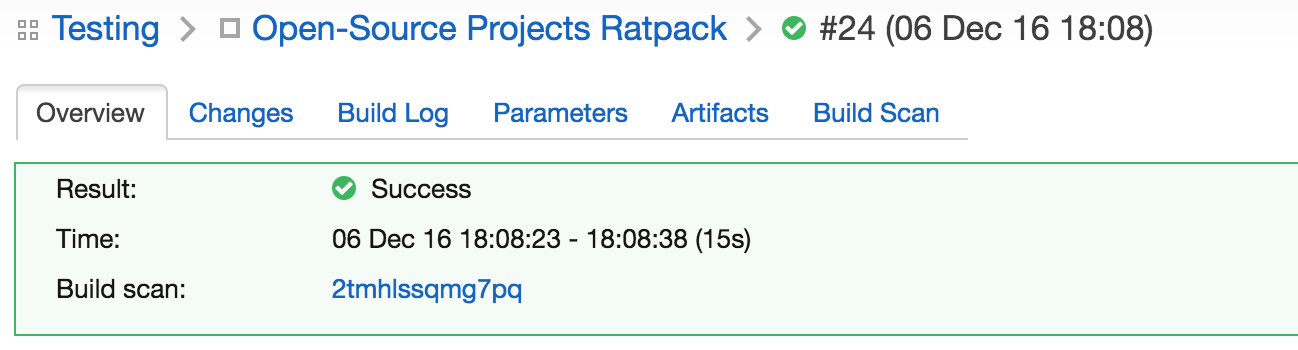 Testing > Open-Source Projects Ratpack > #24 (06 Dec 16 18:08)
Overview Changes Build Log Parameters Artifacts Build Scan
Result: Success
Time: 06 Dec 16 18:08:23 - 18:08:38 (15s)
Build scan: 2tmhlssqmg7pq